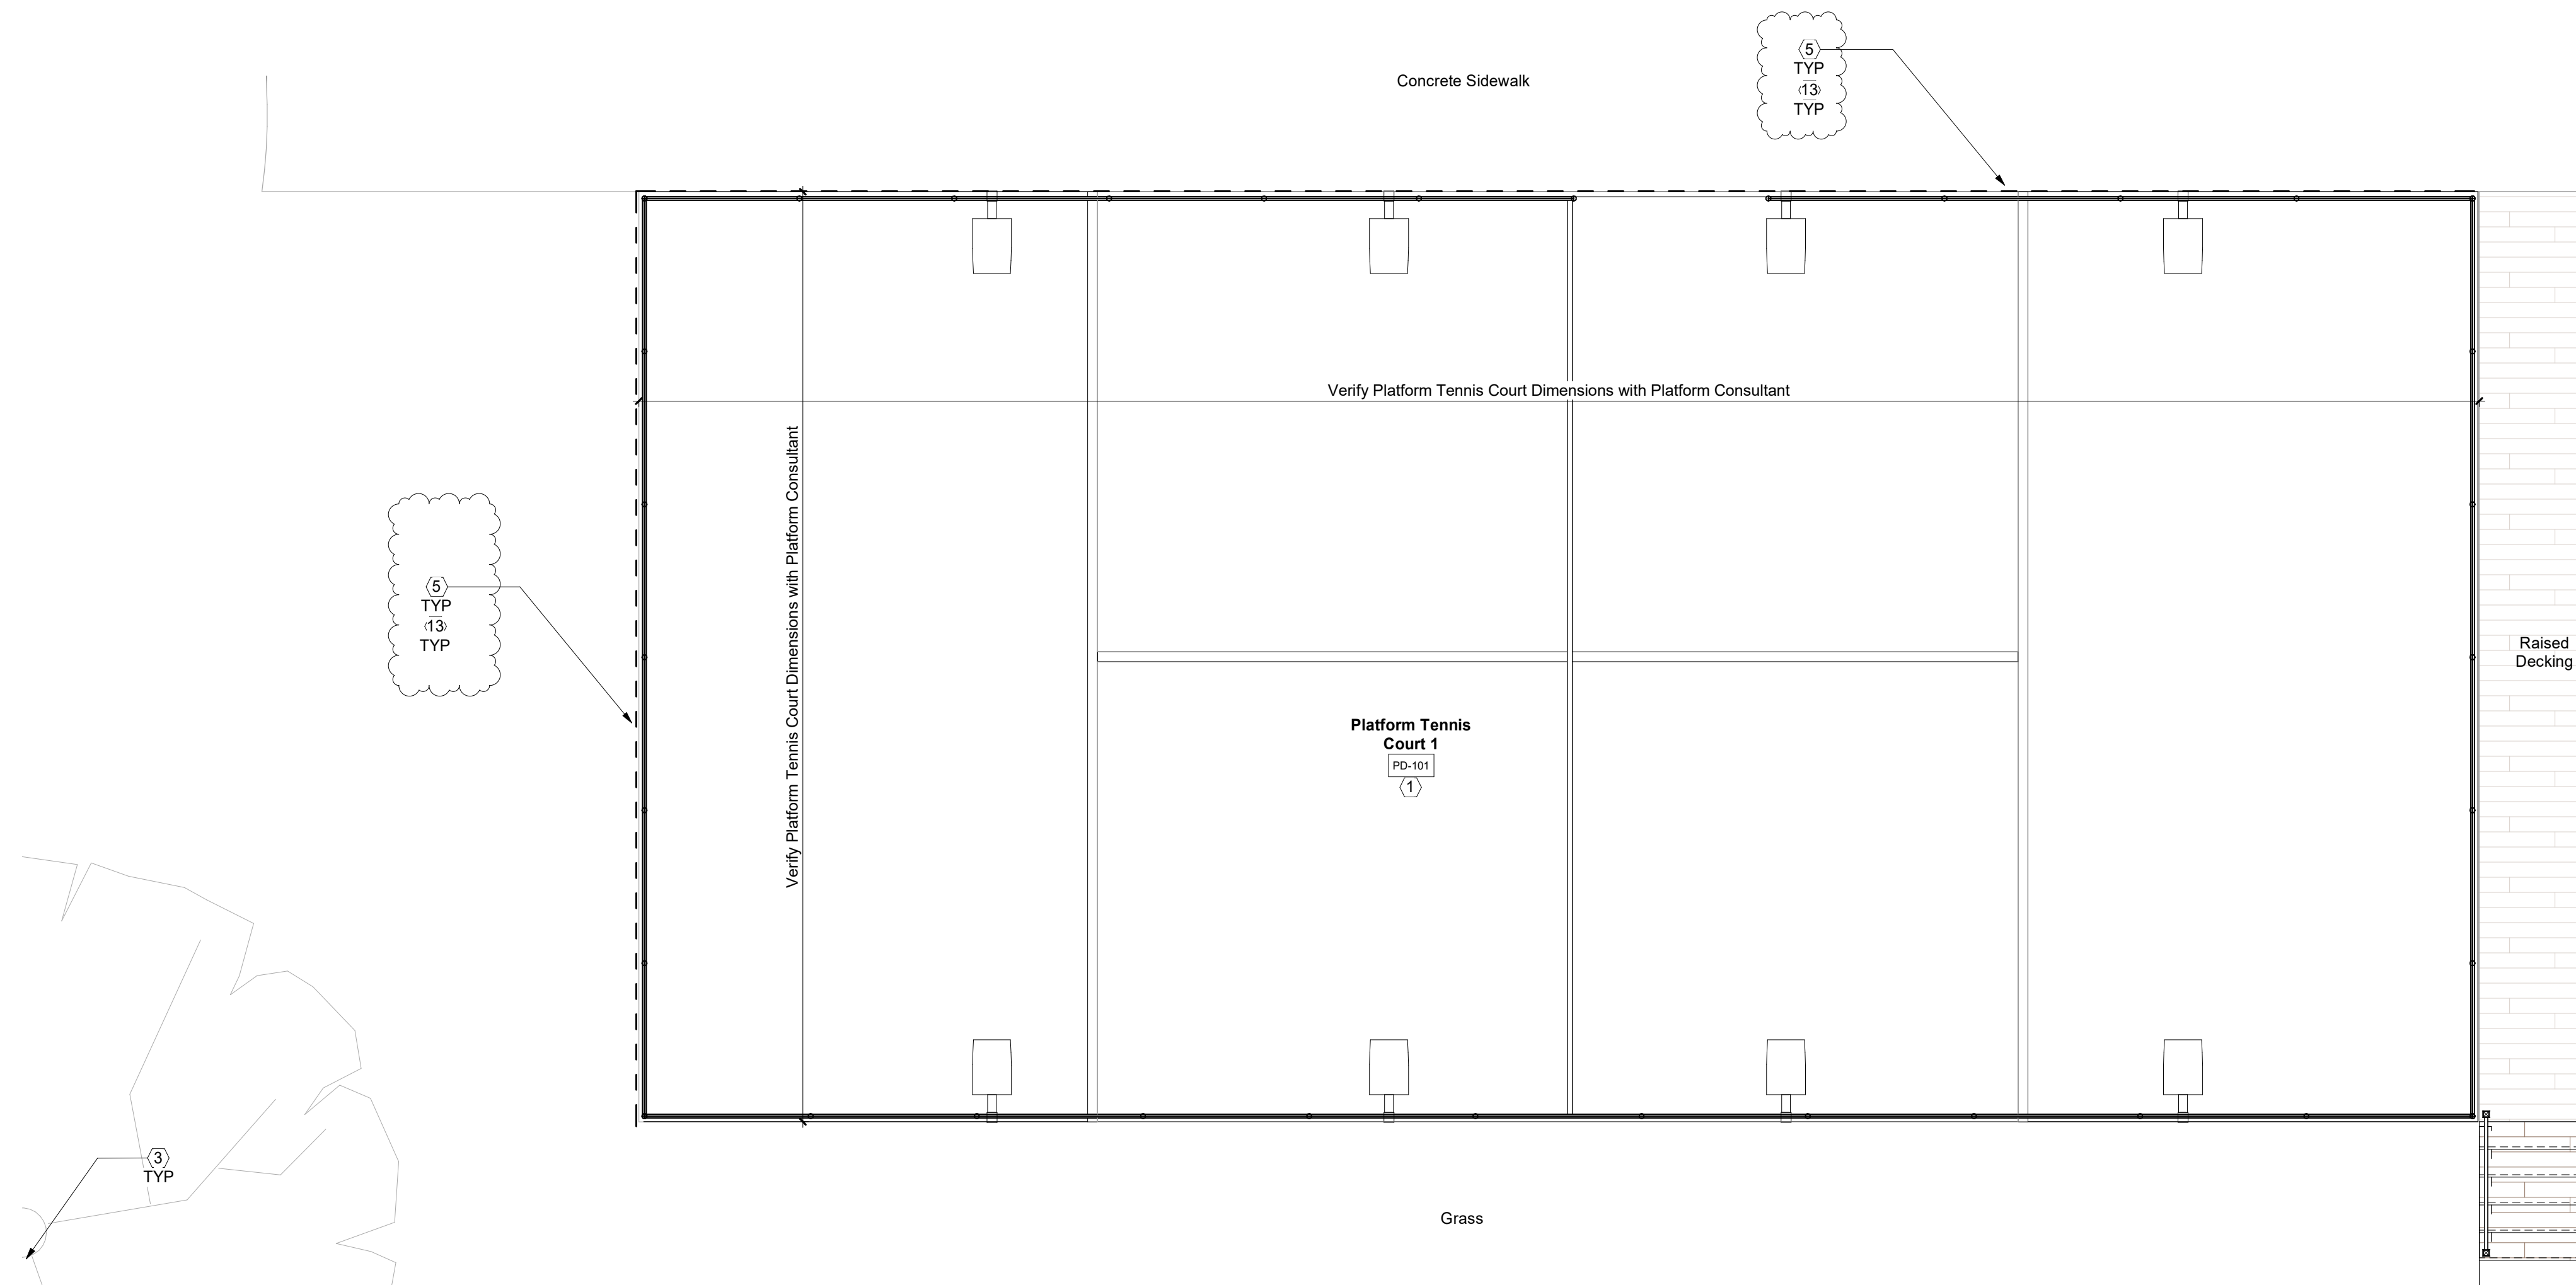 5
TYP
13
TYP
Concrete Sidewalk
Verify Platform Tennis Court Dimensions with Platform Consultant
Verify Platform Tennis Court Dimensions with Platform Consultant
5
TYP
13
TYP
Raised
Decking
Platform Tennis
Court 1
PD-101
1
3
TYP
Grass